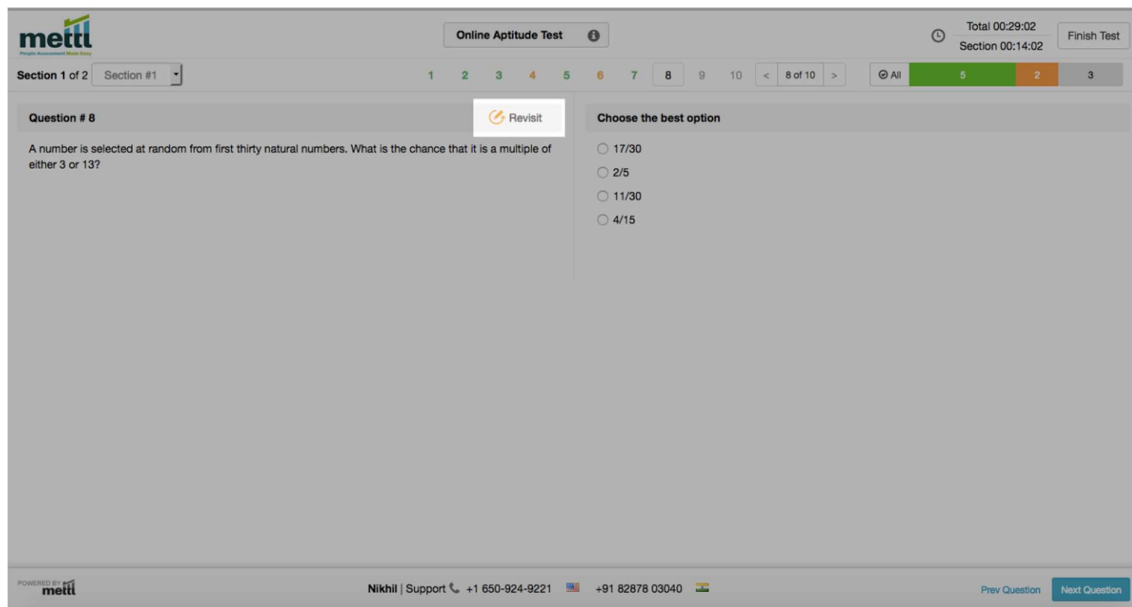 mettl
People Assessment Made Easy
Online Aptitude Test
Total 00:29:02
Section 00:14:02
Finish Test
Section 1 of 2 Section #1
1 2 3 4 5 6 7 8 9 10 < 8 of 10 >
All 5 2 3
Question # 8
Revisit
A number is selected at random from first thirty natural numbers. What is the chance that it is a multiple of
either 3 or 13?
Choose the best option
17/30
2/5
11/30
4/15
POWERED BY
mettl
Nikhil | Support +1 650-924-9221 +91 82878 03040
Prev Question
Next Question